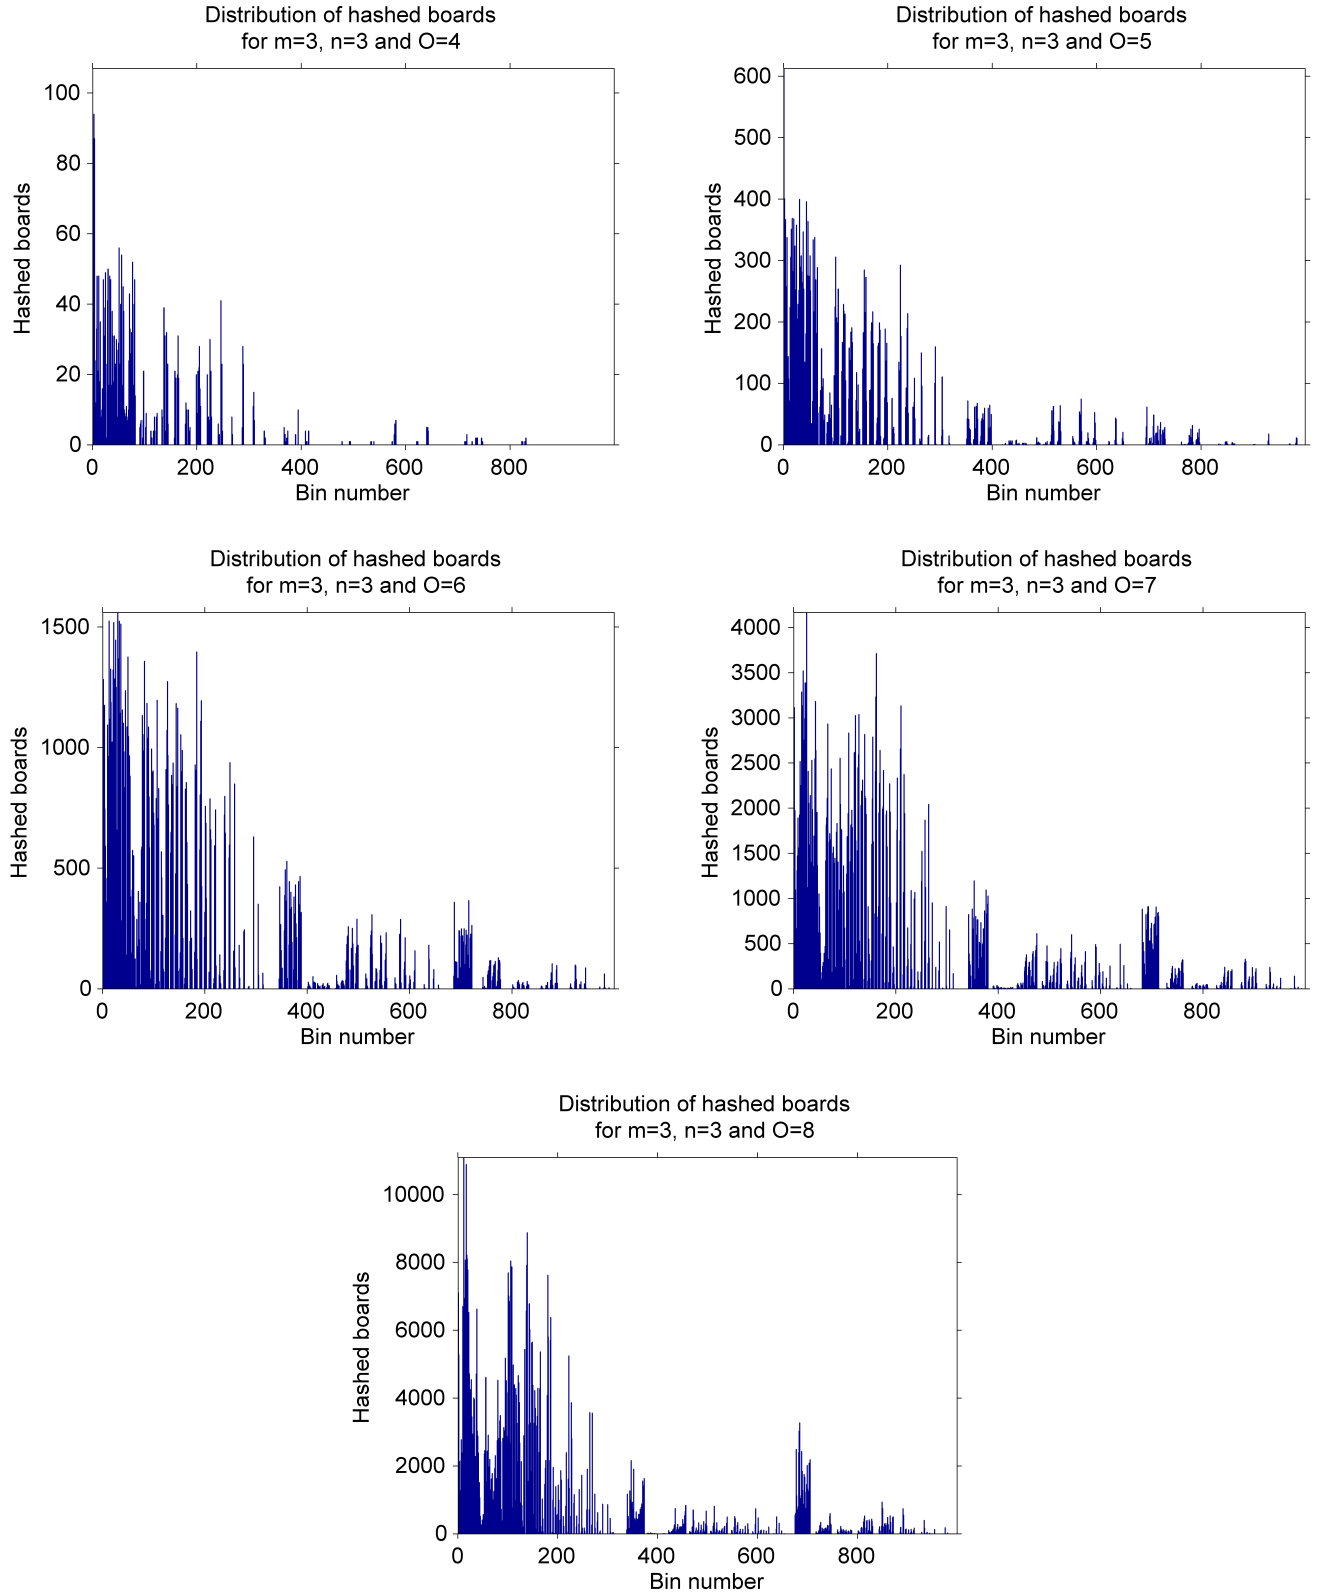 Distribution of hashed boards
for m=3, n=3 and O=4
100
80
60
40
20
0
Hashed boards
0 200 400 600 800
Bin number
Distribution of hashed boards
for m=3, n=3 and O=5
600
500
400
300
200
100
0
Hashed boards
0 200 400 600 800
Bin number
Distribution of hashed boards
for m=3, n=3 and O=6
1500
1000
500
0
Hashed boards
0 200 400 600 800
Bin number
Distribution of hashed boards
for m=3, n=3 and O=7
4000
3500
3000
2500
2000
1500
1000
500
0
Hashed boards
0 200 400 600 800
Bin number
Distribution of hashed boards
for m=3, n=3 and O=8
10000
8000
6000
4000
2000
0
Hashed boards
0 200 400 600 800
Bin number